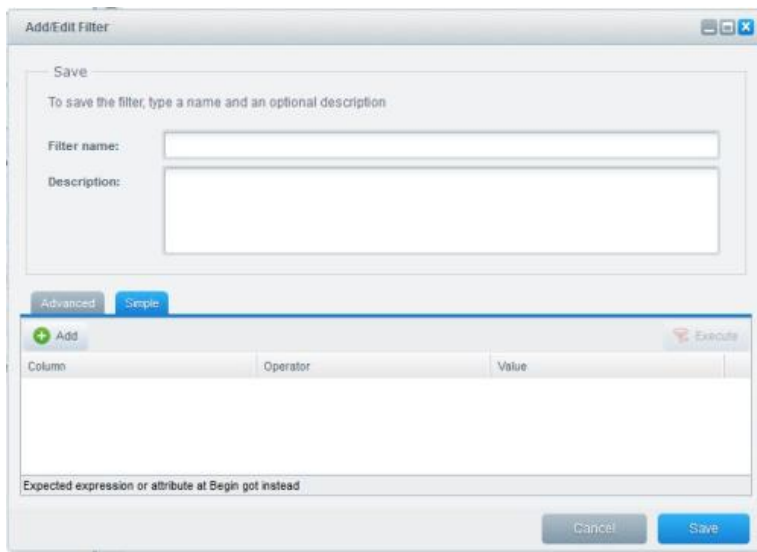 Add/Edit Filter
Save
To save the filter, type a name and an optional description
Filter name:
Description:
Advanced Simple
Add Execute
Column Operator Value
Expected expression or attribute at Begin got instead
Cancel Save